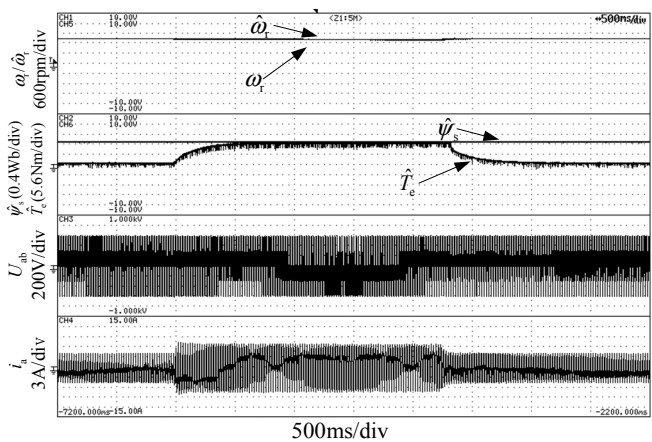 CH1 10.00V
CH5 10.00V
<Z1:5M>
500ms/div
ω̂r
ωr
ωr/ω̂r
600rpm/div
-10.00V
-10.00V
CH2 10.00V
CH6 10.00V
ψ̂s
T̂e
ψ̂s (0.4Wb/div)
T̂e (5.6Nm/div)
-10.00V
-10.00V
CH3 1.000kV
Uab
200V/div
-1.000kV
CH4 15.00A
ia
3A/div
-7200.000ms -15.00A
-2200.000ms
500ms/div